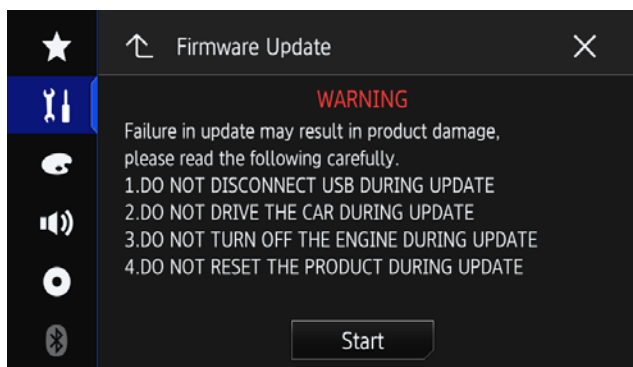 Firmware Update
WARNING
Failure in update may result in product damage,
please read the following carefully.
1.DO NOT DISCONNECT USB DURING UPDATE
2.DO NOT DRIVE THE CAR DURING UPDATE
3.DO NOT TURN OFF THE ENGINE DURING UPDATE
4.DO NOT RESET THE PRODUCT DURING UPDATE
Start